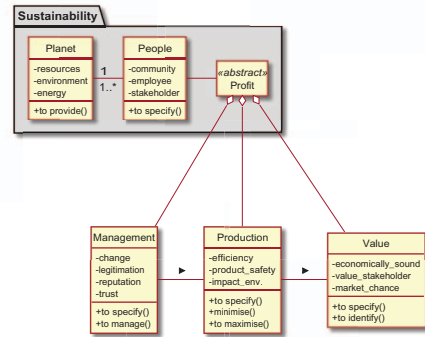 Sustainability
Planet
-resources
-environment
-energy
+to provide()
1
1..*
People
-community
-employee
-stakeholder
+to specify()
«abstract»
Profit
Management
-change
-legitimation
-reputation
-trust
+to specify()
+to manage()
Production
-efficiency
-product_safety
-impact_env.
+to specify()
+minimise()
+to maximise()
Value
-economically_sound
-value_stakeholder
-market_chance
+to specify()
+to identify()